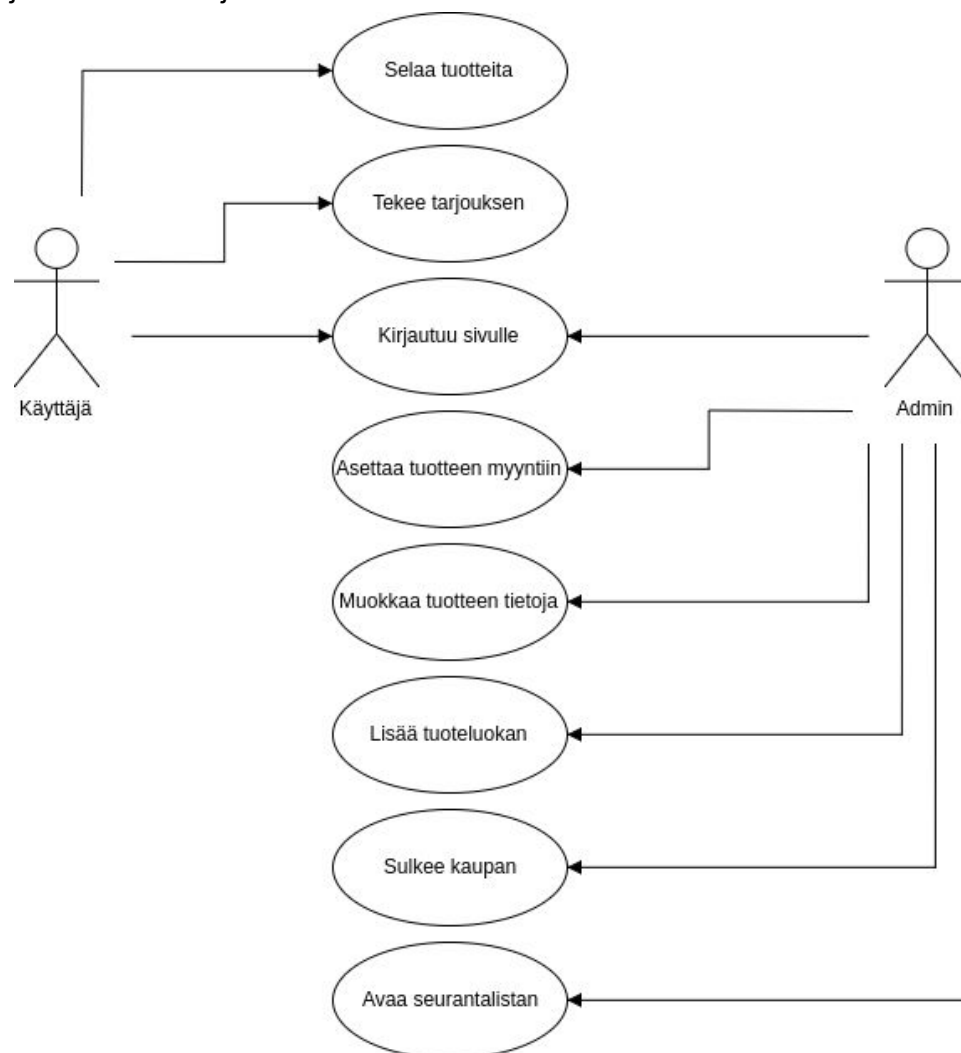 Selaa tuotteita
Tekee tarjouksen
Kirjautuu sivulle
Käyttäjä
Admin
Asettaa tuotteen myyntiin
Muokkaa tuotteen tietoja
Lisää tuoteluokan
Sulkee kaupan
Avaa seurantalistan